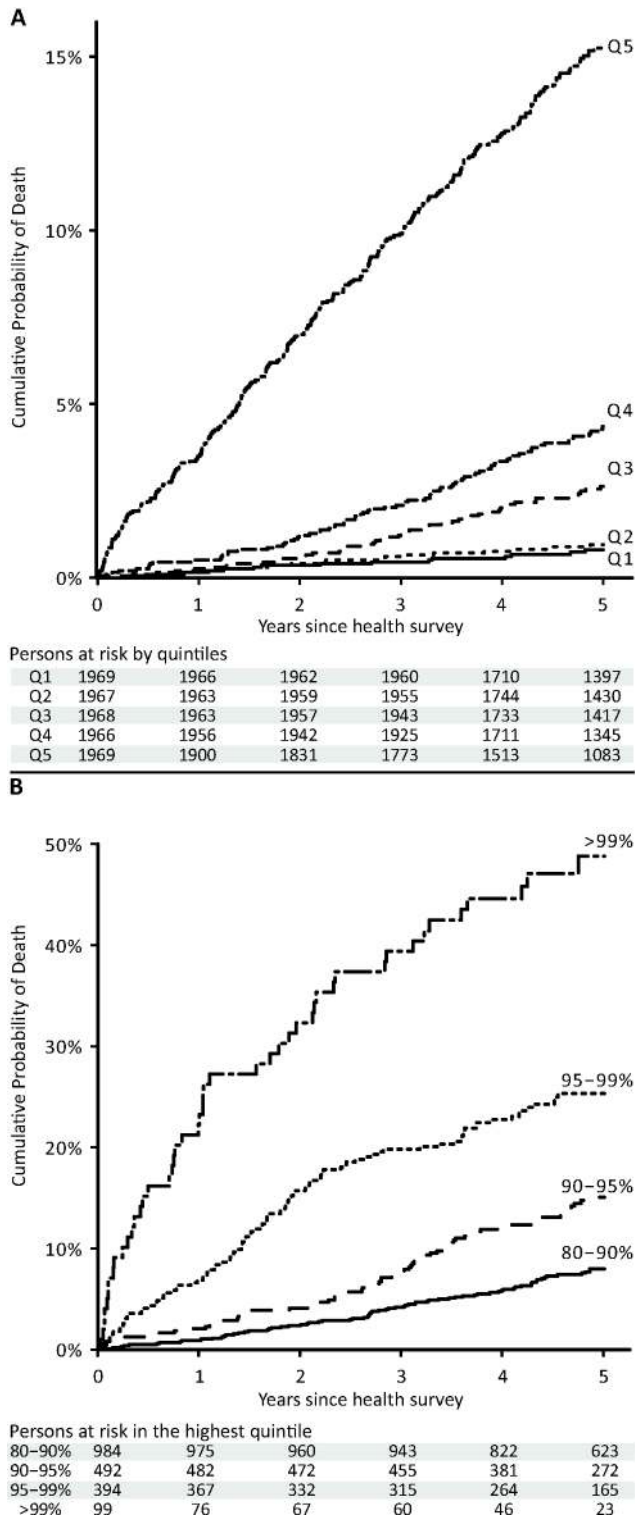 A
15%
Q5
10%
Cumulative Probability of Death
5%
Q4
Q3
Q2
Q1
0%
0 1 2 3 4 5
Years since health survey
Persons at risk by quintiles
Q1 1969 1966 1962 1960 1710 1397
Q2 1967 1963 1959 1955 1744 1430
Q3 1968 1963 1957 1943 1733 1417
Q4 1966 1956 1942 1925 1711 1345
Q5 1969 1900 1831 1773 1513 1083
B
50%
>99%
40%
Cumulative Probability of Death
30%
95–99%
20%
90–95%
10%
80–90%
0%
0 1 2 3 4 5
Years since health survey
Persons at risk in the highest quintile
80–90% 984 975 960 943 822 623
90–95% 492 482 472 455 381 272
95–99% 394 367 332 315 264 165
>99% 99 76 67 60 46 23